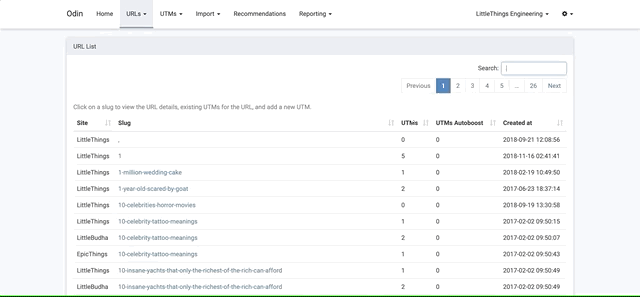 Odin Home URLs UTMs Import Recommendations Reporting LittleThings Engineering
URL List
Search:
Previous 1 2 3 4 5 ... 26 Next
Click on a slug to view the URL details, existing UTMs for the URL, and add a new UTM.
Site Slug UTMs UTMs Autoboost Created at
LittleThings , 0 0 2018-09-21 12:08:56
LittleThings 1 5 0 2018-11-16 02:41:41
LittleThings 1-million-wedding-cake 1 0 2018-02-19 10:49:50
LittleThings 1-year-old-scared-by-goat 2 0 2017-06-23 18:37:14
LittleThings 10-celebrities-horror-movies 0 0 2018-09-19 13:30:58
LittleThings 10-celebrity-tattoo-meanings 1 0 2017-02-02 09:50:15
LittleBudha 10-celebrity-tattoo-meanings 2 0 2017-02-02 09:50:07
EpicThings 10-celebrity-tattoo-meanings 1 0 2017-02-02 09:50:43
LittleThings 10-insane-yachts-that-only-the-richest-of-the-rich-can-afford 1 0 2017-02-02 09:50:49
LittleBudha 10-insane-yachts-that-only-the-richest-of-the-rich-can-afford 2 0 2017-02-02 09:50:49